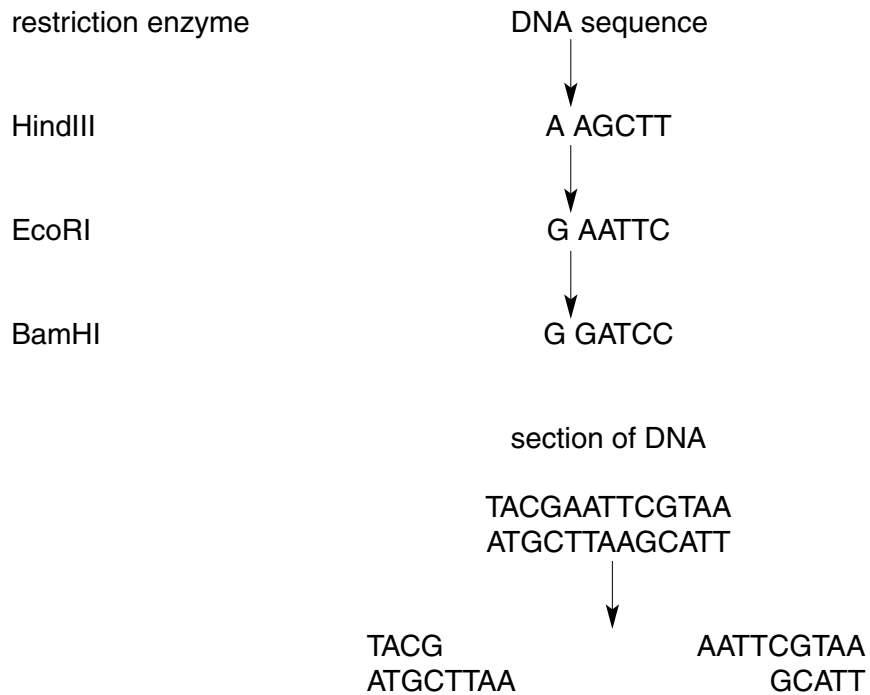 restriction enzyme DNA sequence
HindIII A AGCTT
EcoRI G AATTC
BamHI G GATCC
section of DNA
TACGAATTCGTAA
ATGCTTAAGCATT
TACG AATTCGTAA
ATGCTTAA GCATT